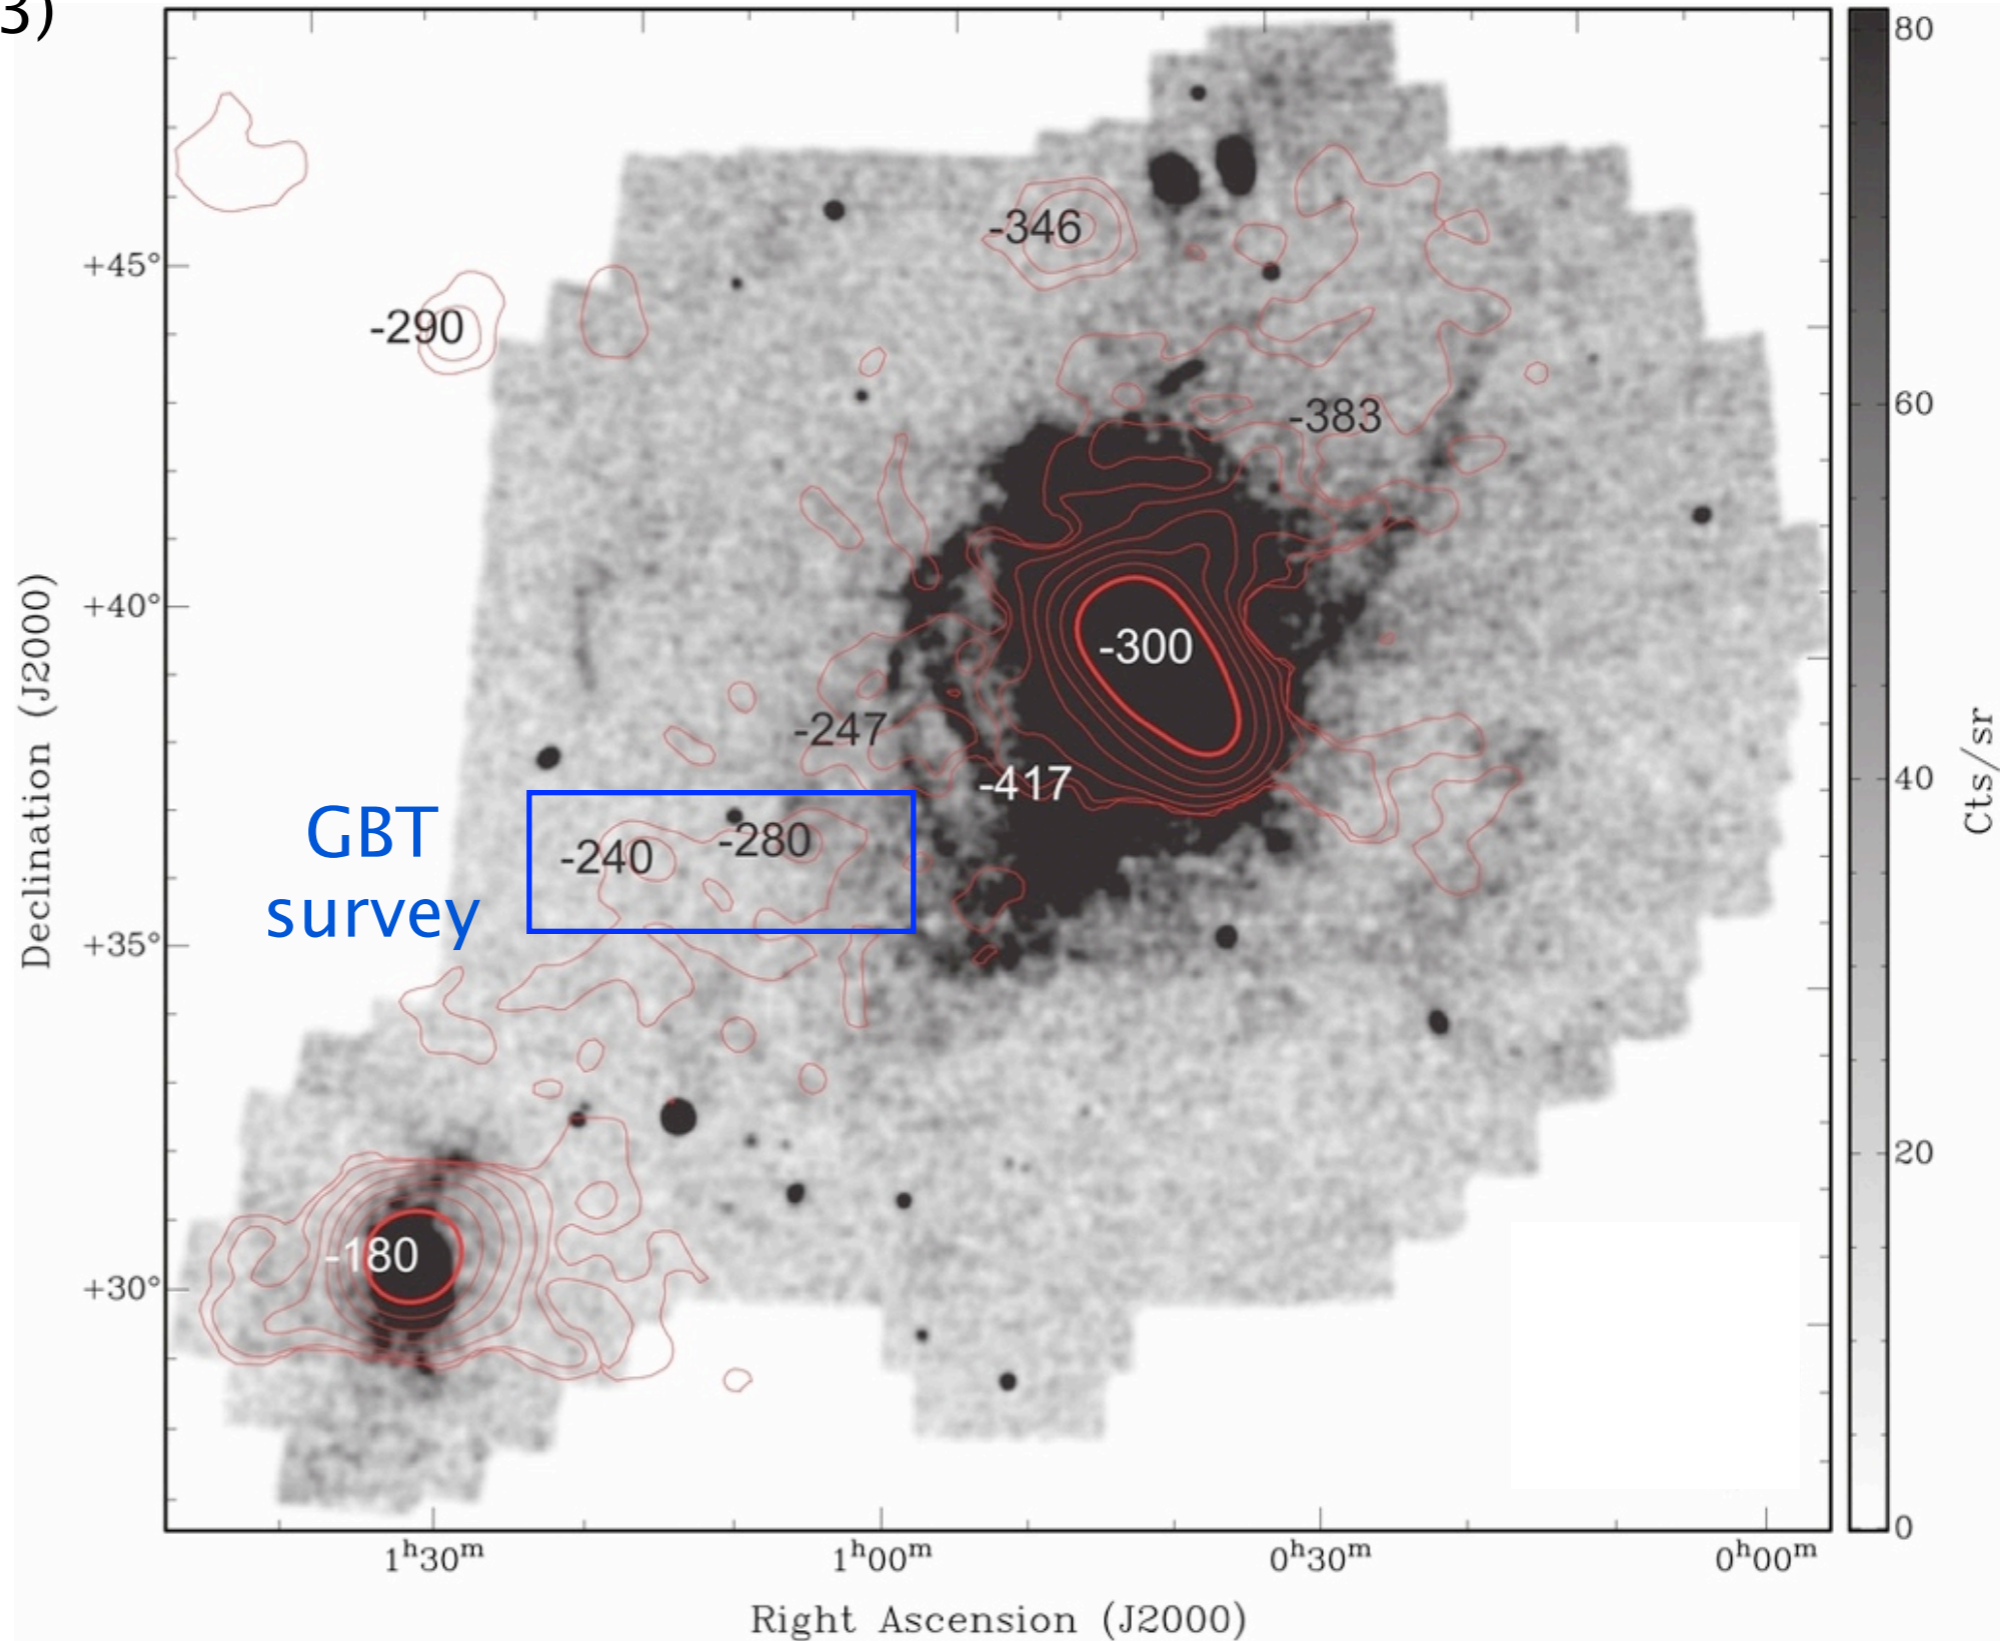 3)
80
-346
+45°
-290
60
-383
+40°
-300
-247
-417
40
GBT
survey
-240
-280
+35°
20
-180
+30°
0
1ʰ30ᵐ
1ʰ00ᵐ
0ʰ30ᵐ
0ʰ00ᵐ
Right Ascension (J2000)
Declination (J2000)
Cts/sr